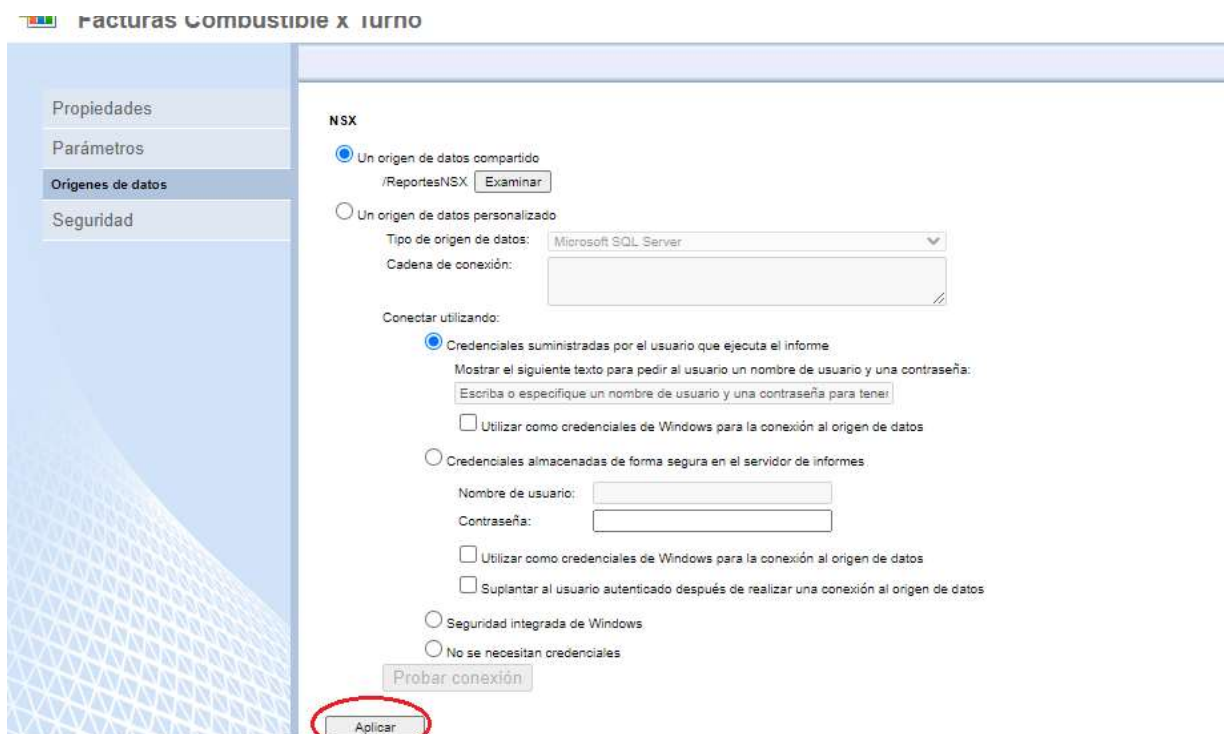 Facturas Combustible x Turno
Propiedades
Parámetros
Orígenes de datos
Seguridad
NSX
Un origen de datos compartido
/ReportesNSX Examinar
Un origen de datos personalizado
Tipo de origen de datos: Microsoft SQL Server
Cadena de conexión:
Conectar utilizando:
Credenciales suministradas por el usuario que ejecuta el informe
Mostrar el siguiente texto para pedir al usuario un nombre de usuario y una contraseña:
Escriba o especifique un nombre de usuario y una contraseña para tener
Utilizar como credenciales de Windows para la conexión al origen de datos
Credenciales almacenadas de forma segura en el servidor de informes
Nombre de usuario:
Contraseña:
Utilizar como credenciales de Windows para la conexión al origen de datos
Suplantar al usuario autenticado después de realizar una conexión al origen de datos
Seguridad integrada de Windows
No se necesitan credenciales
Probar conexión
Aplicar